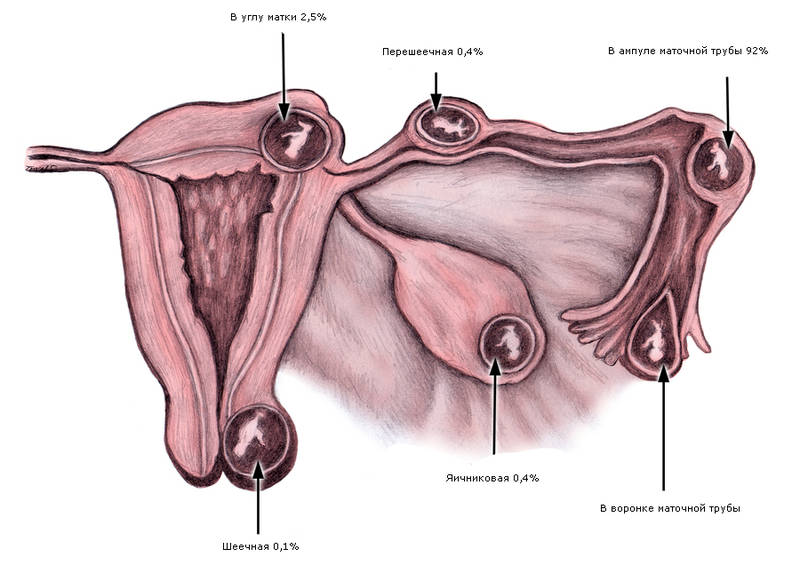 В углу матки 2,5%
Перешеечная 0,4%
В ампуле маточной трубы 92%
Яичниковая 0,4%
В воронке маточной трубы
Шеечная 0,1%